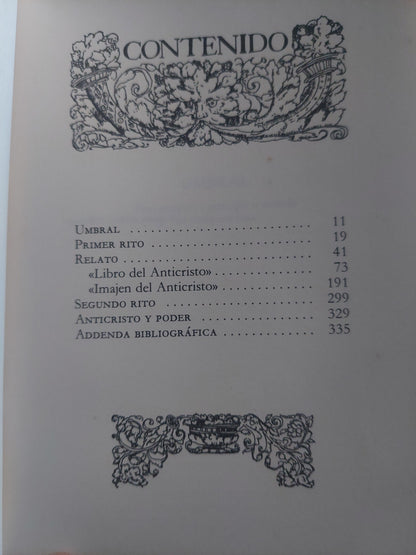 CONTENIDO
UMBRAL . . . . . . . . . . . . . . . . . . . . . . . . . 11
PRIMER RITO . . . . . . . . . . . . . . . . . . . . . . . 19
RELATO . . . . . . . . . . . . . . . . . . . . . . . . . 41
«Libro del Anticristo» . . . . . . . . . . . . . 73
«Imajen del Anticristo» . . . . . . . . . . . . . 191
SEGUNDO RITO . . . . . . . . . . . . . . . . . . . . 299
ANTICRISTO Y PODER . . . . . . . . . . . . . . . . 329
ADDENDA BIBLIOGRÁFICA . . . . . . . . . . . . . 335